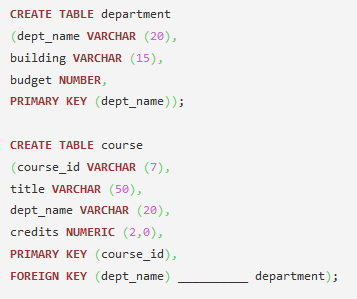 CREATE TABLE department
(dept_name VARCHAR (20),
building VARCHAR (15),
budget NUMBER,
PRIMARY KEY (dept_name));
CREATE TABLE course
(course_id VARCHAR (7),
title VARCHAR (50),
dept_name VARCHAR (20),
credits NUMERIC (2,0),
PRIMARY KEY (course_id),
FOREIGN KEY (dept_name) __________ department);